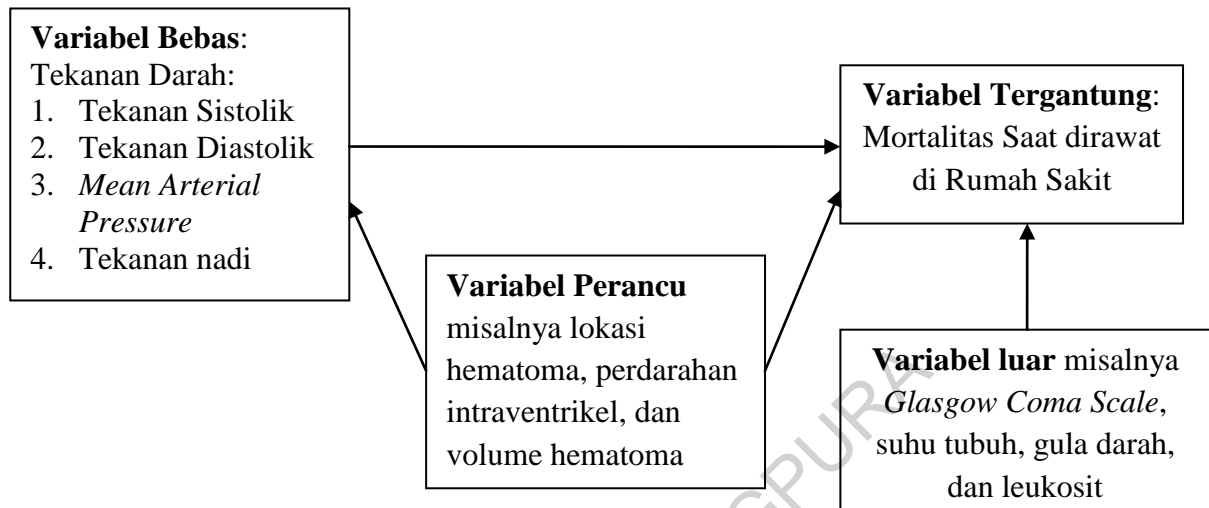 Variabel Bebas:
Tekanan Darah:
1. Tekanan Sistolik
2. Tekanan Diastolik
3. Mean Arterial
Pressure
4. Tekanan nadi
Variabel Tergantung:
Mortalitas Saat dirawat
di Rumah Sakit
Variabel Perancu
misalnya lokasi
hematoma, perdarahan
intraventrikel, dan
volume hematoma
Variabel luar misalnya
Glasgow Coma Scale,
suhu tubuh, gula darah,
dan leukosit
GPURA